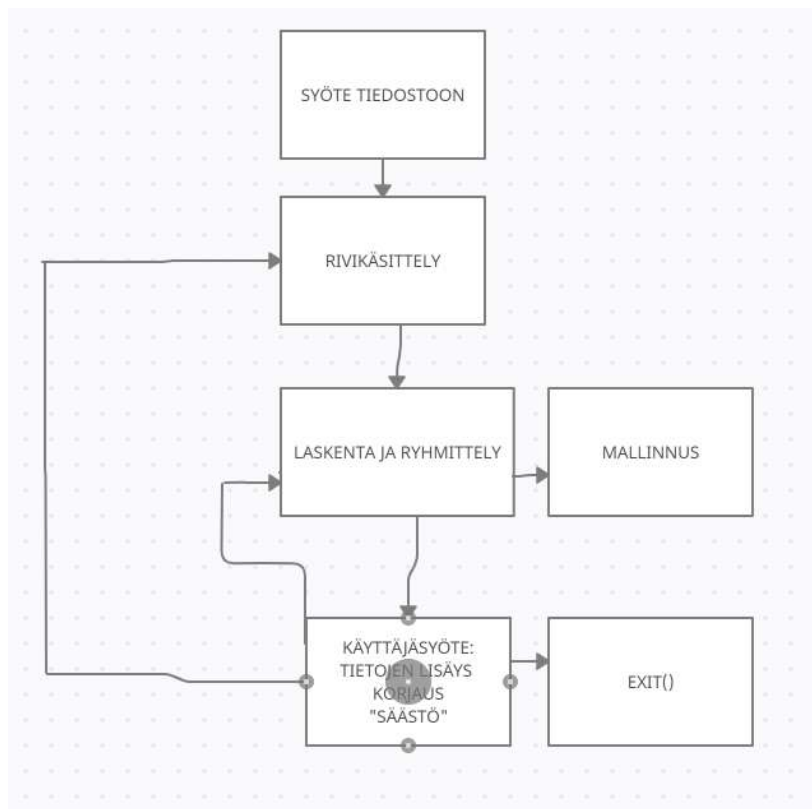 SYÖTE TIEDOSTOON
RIVIKÄSITTELY
LASKENTA JA RYHMITTELY
MALLINNUS
KÄYTTÄJÄSYÖTE:
TIETOJEN LISÄYS
KORJAUS
"SÄÄSTÖ"
EXIT()